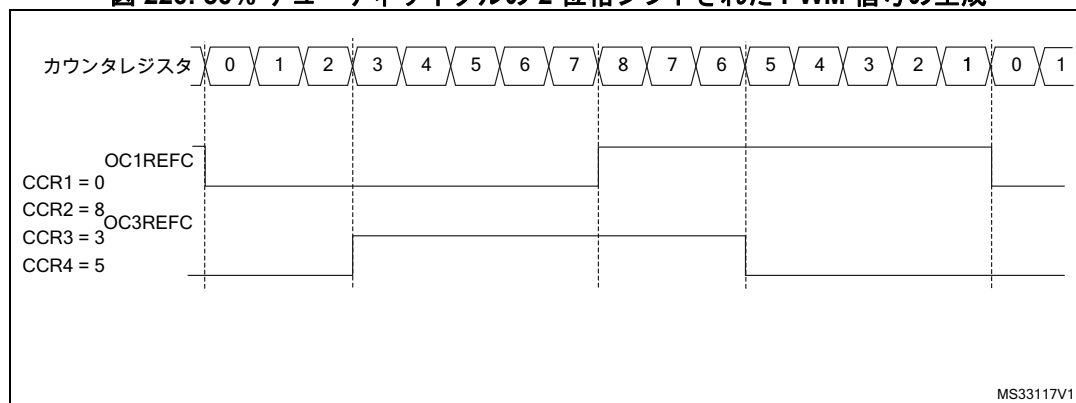 図 220. 50% デューティサイクルの 2 位相シフトされた PWM 信号の生成
カウンタレジスタ 0 1 2 3 4 5 6 7 8 7 6 5 4 3 2 1 0 1
OC1REFC
CCR1 = 0
CCR2 = 8
OC3REFC
CCR3 = 3
CCR4 = 5
MS33117V1